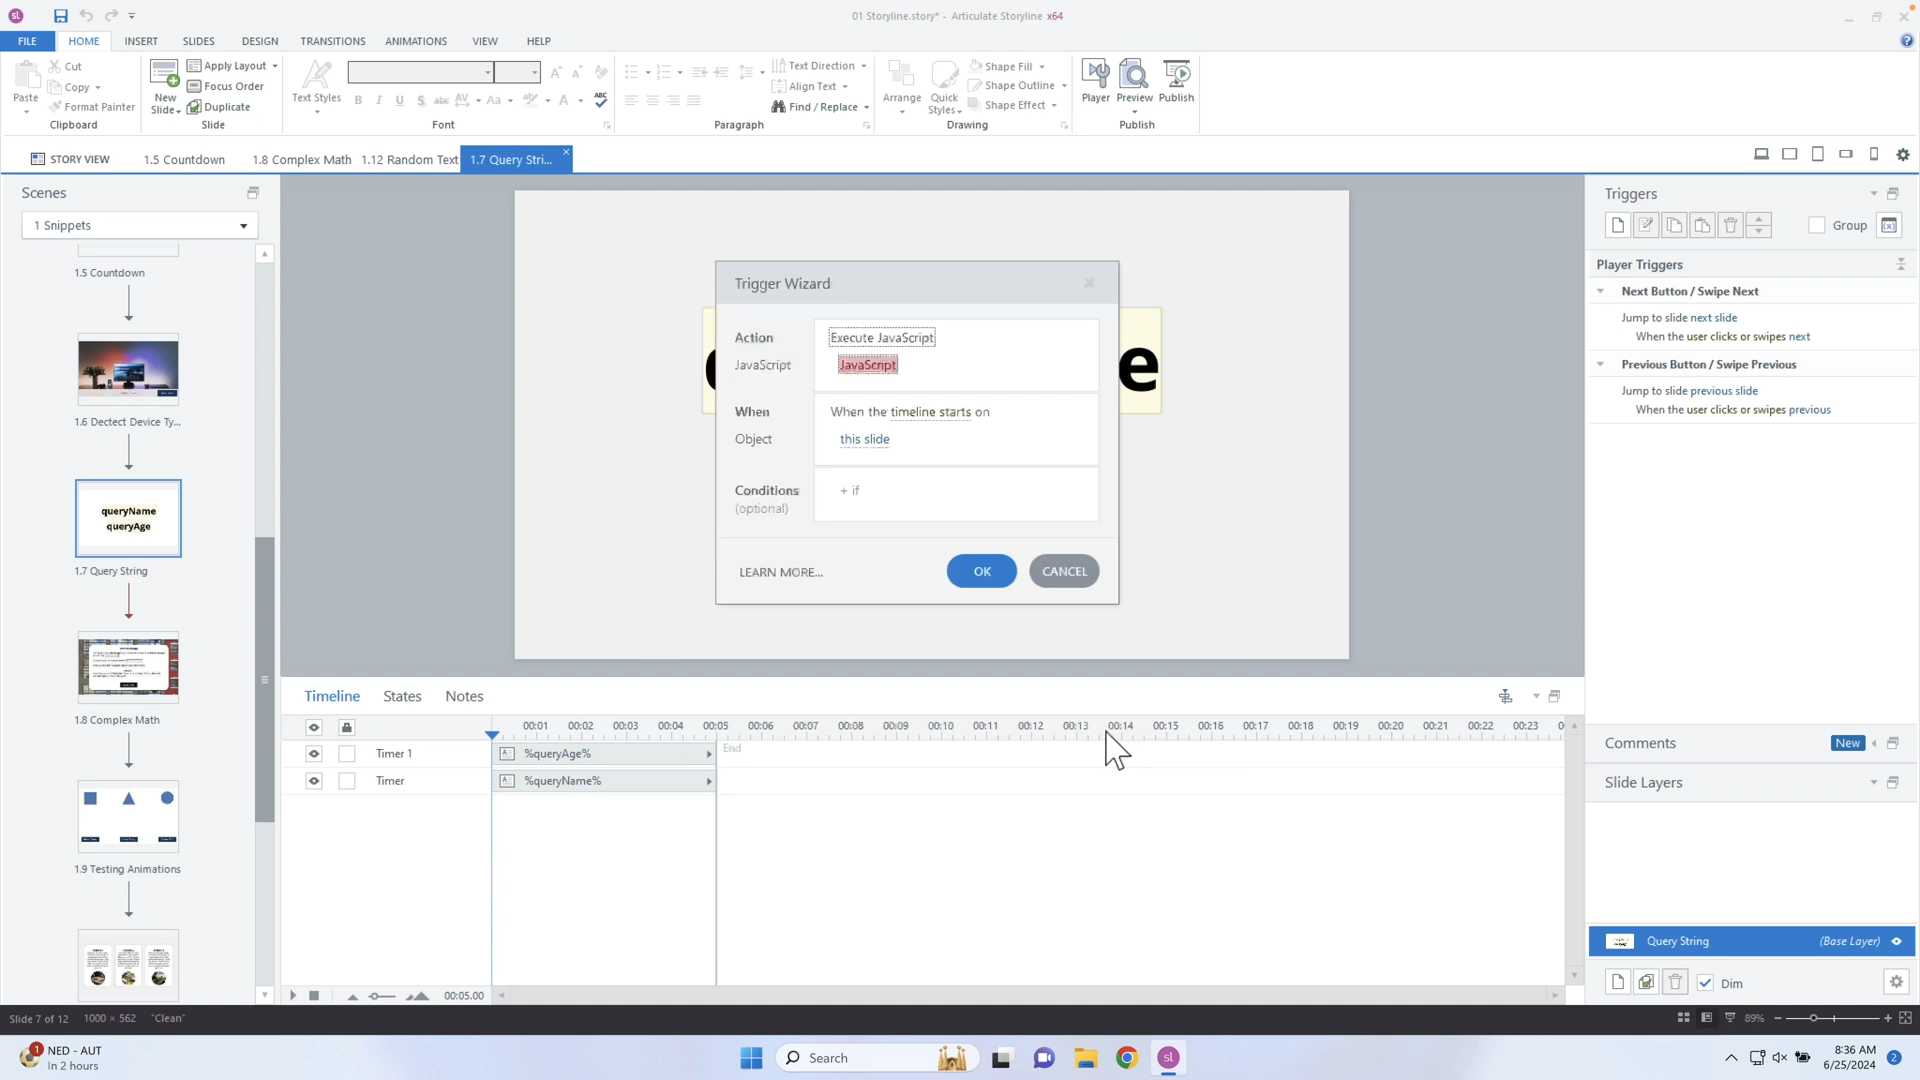 sl
01 Storyline.story* - Articulate Storyline x64
FILE HOME INSERT SLIDES DESIGN TRANSITIONS ANIMATIONS VIEW HELP
Paste
Cut
Copy
Format Painter
Clipboard
New Slide
Apply Layout
Focus Order
Duplicate
Slide
Text Styles
B I U S abc AV Aa A ABC
Font
Text Direction
Align Text
Find / Replace
Paragraph
Arrange
Quick Styles
Shape Fill
Shape Outline
Shape Effect
Drawing
Player
Preview
Publish
Publish
STORY VIEW 1.5 Countdown 1.8 Complex Math 1.12 Random Text 1.7 Query Stri...
Scenes
1 Snippets
1.5 Countdown
1.6 Dectect Device Ty...
queryName
queryAge
1.7 Query String
1.8 Complex Math
1.9 Testing Animations
e
Trigger Wizard
Action Execute JavaScript
JavaScript JavaScript
When When the timeline starts on
Object this slide
Conditions + if
(optional)
LEARN MORE... OK CANCEL
Triggers
Group
Player Triggers
Next Button / Swipe Next
Jump to slide next slide
When the user clicks or swipes next
Previous Button / Swipe Previous
Jump to slide previous slide
When the user clicks or swipes previous
Comments New
Slide Layers
Query String (Base Layer)
Dim
Timeline States Notes
00:01 00:02 00:03 00:04 00:05 00:06 00:07 00:08 00:09 00:10 00:11 00:12 00:13 00:14 00:15 00:16 00:17 00:18 00:19 00:20 00:21 00:22 00:23
Timer 1 %queryAge% End
Timer %queryName%
00:05.00
Slide 7 of 12 1000 × 562 "Clean" 89%
1 NED - AUT
In 2 hours
Search
sl
8:36 AM
6/25/2024
2